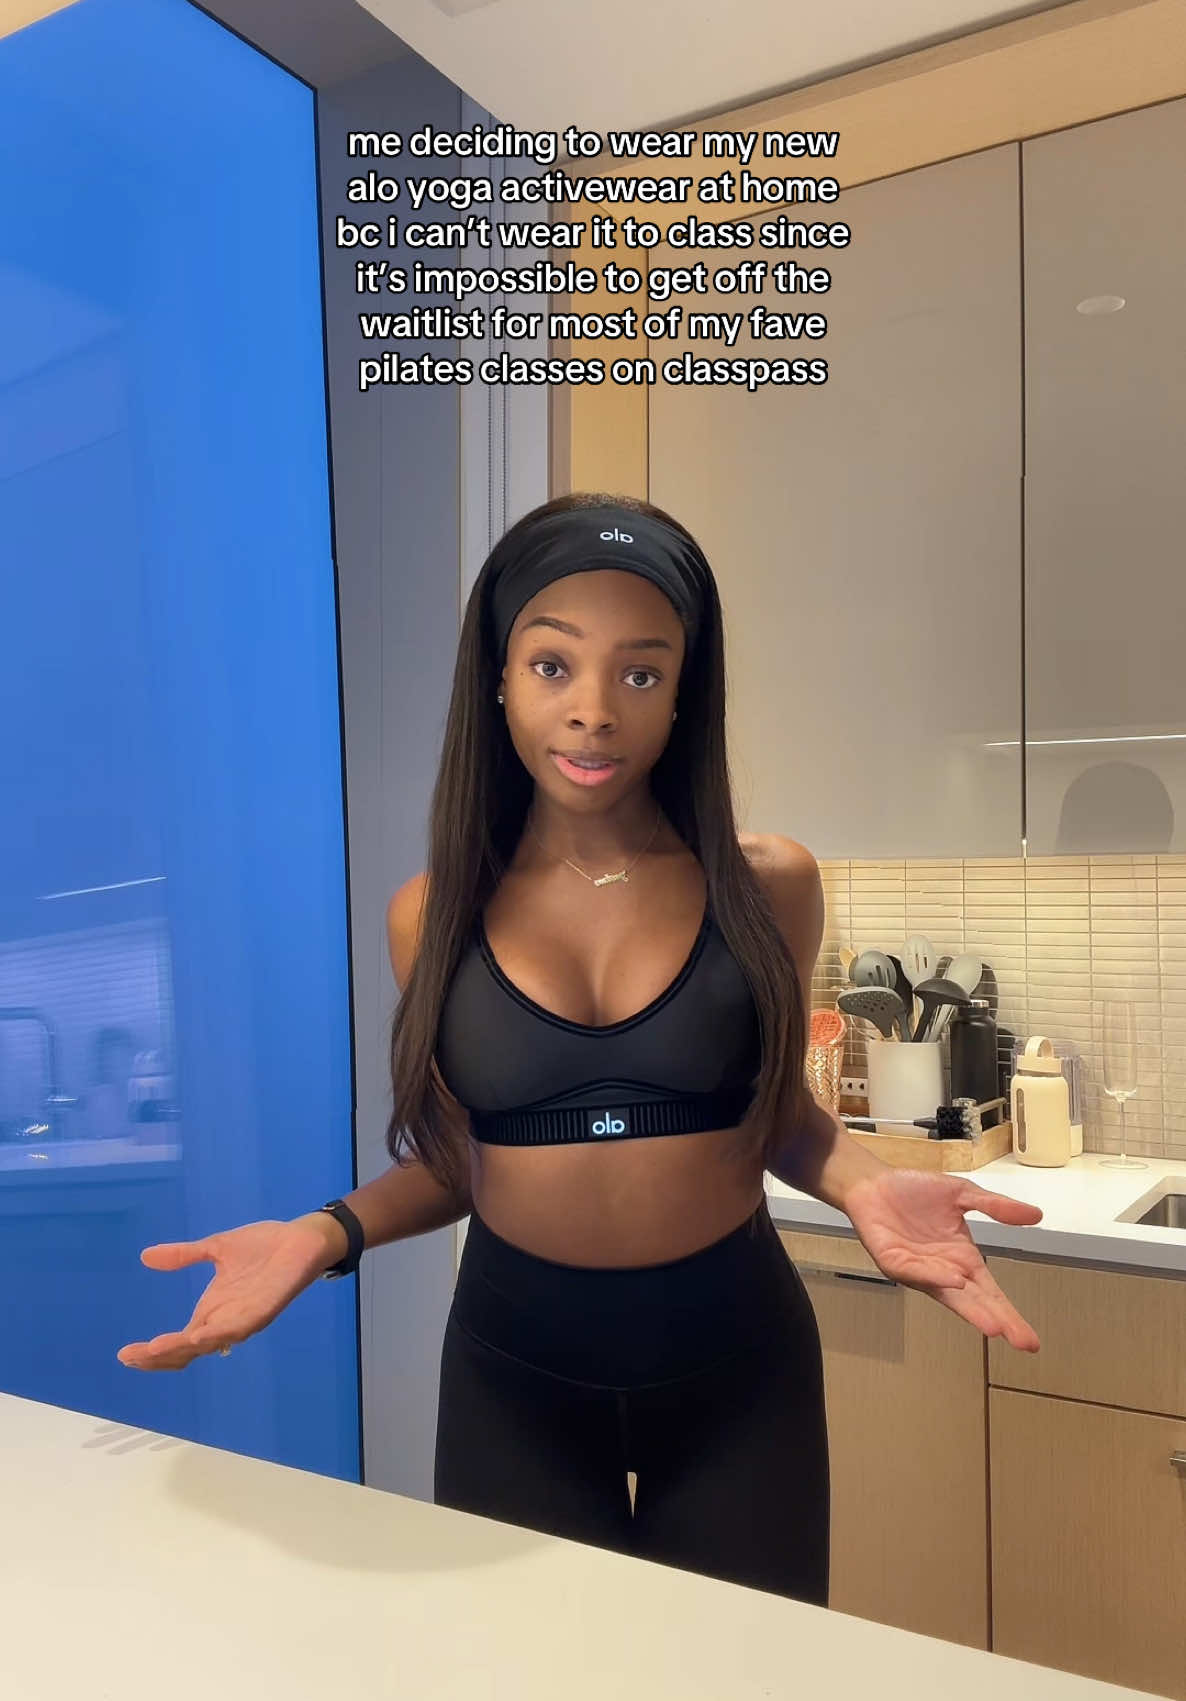 me deciding to wear my new
alo yoga activewear at home
bc i can't wear it to class since
it's impossible to get off the
waitlist for most of my fave
pilates classes on classpass
alo
alo